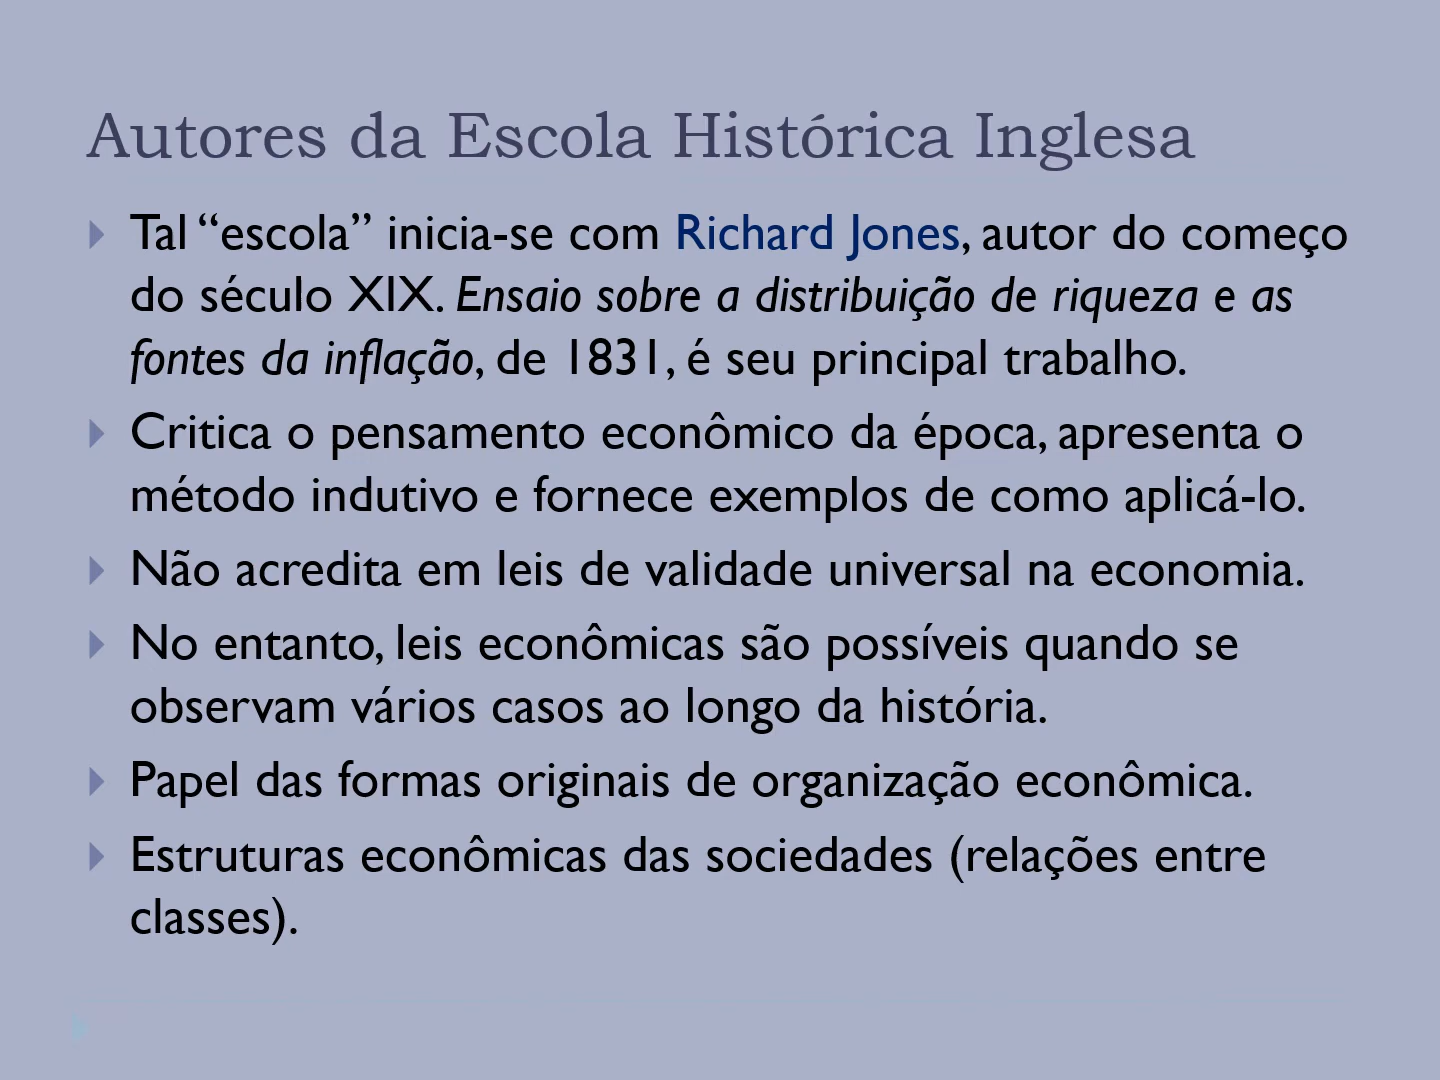 Autores da Escola Histórica Inglesa
Tal “escola” inicia-se com Richard Jones, autor do começo
do século XIX. Ensaio sobre a distribuição de riqueza e as
fontes da inflação, de 1831, é seu principal trabalho.
Critica o pensamento econômico da época, apresenta o
método indutivo e fornece exemplos de como aplicá-lo.
Não acredita em leis de validade universal na economia.
No entanto, leis econômicas são possíveis quando se
observam vários casos ao longo da história.
Papel das formas originais de organização econômica.
Estruturas econômicas das sociedades (relações entre
classes).